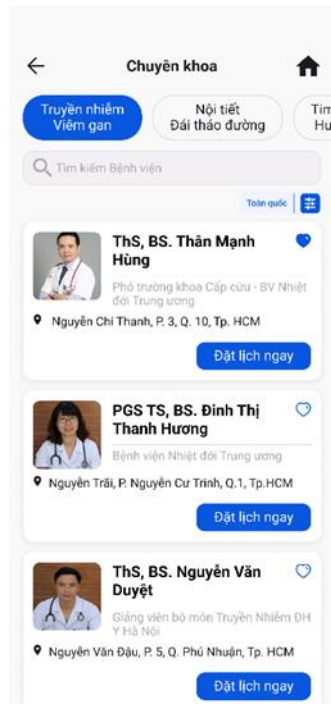 Chuyên khoa
Truyền nhiễm
Viêm gan
Nội tiết
Đái tháo đường
Tim
Hu
Tìm kiếm Bệnh viện
Toàn quốc
ThS, BS. Thân Mạnh
Hùng
Phó trưởng khoa Cấp cứu - BV Nhiệt
đới Trung ương
Nguyễn Chí Thanh, P. 3, Q. 10, Tp. HCM
Đặt lịch ngay
PGS TS, BS. Đinh Thị
Thanh Hương
Bệnh viện Nhiệt đới Trung ương
Nguyễn Trãi, P. Nguyễn Cư Trinh, Q.1, Tp.HCM
Đặt lịch ngay
ThS, BS. Nguyễn Văn
Duyệt
Giảng viên bộ môn Truyền Nhiễm ĐH
Y Hà Nội
Nguyễn Văn Đậu, P. 5, Q. Phú Nhuận, Tp. HCM
Đặt lịch ngay